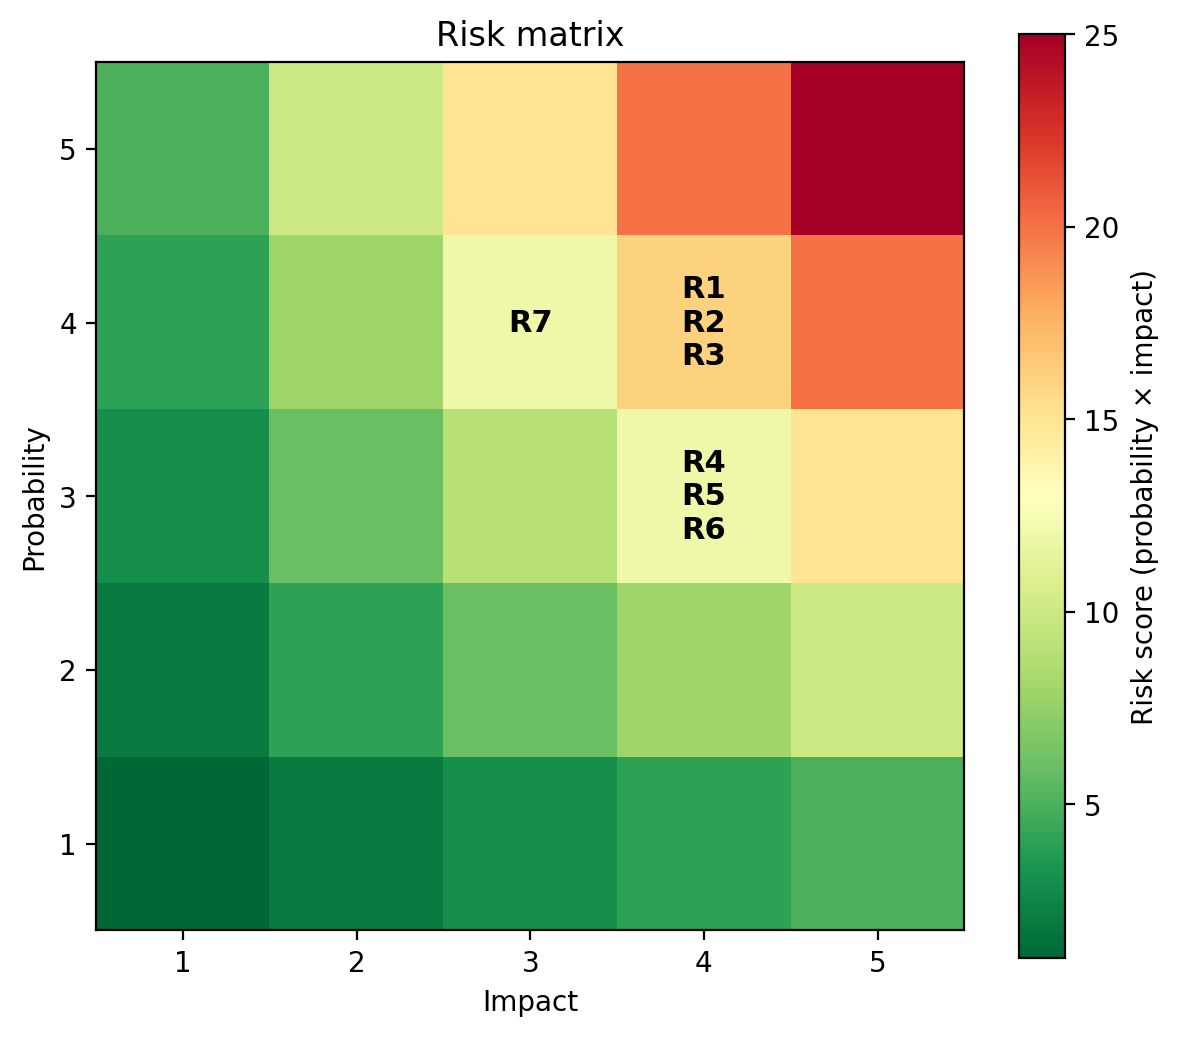 Risk matrix
5
4
3
2
1
Probability
R7
R1
R2
R3
R4
R5
R6
1
2
3
4
5
Impact
25
20
15
10
5
Risk score (probability × impact)